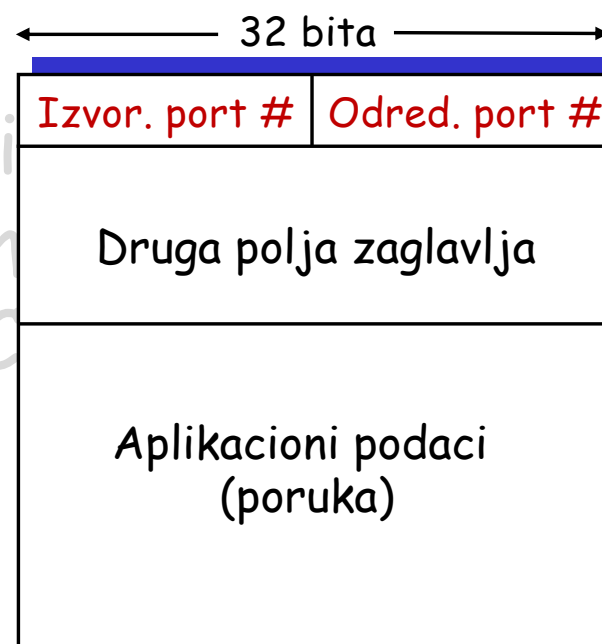 32 bita
Izvor. port # Odred. port #
Druga polja zaglavlja
Aplikacioni podaci
(poruka)